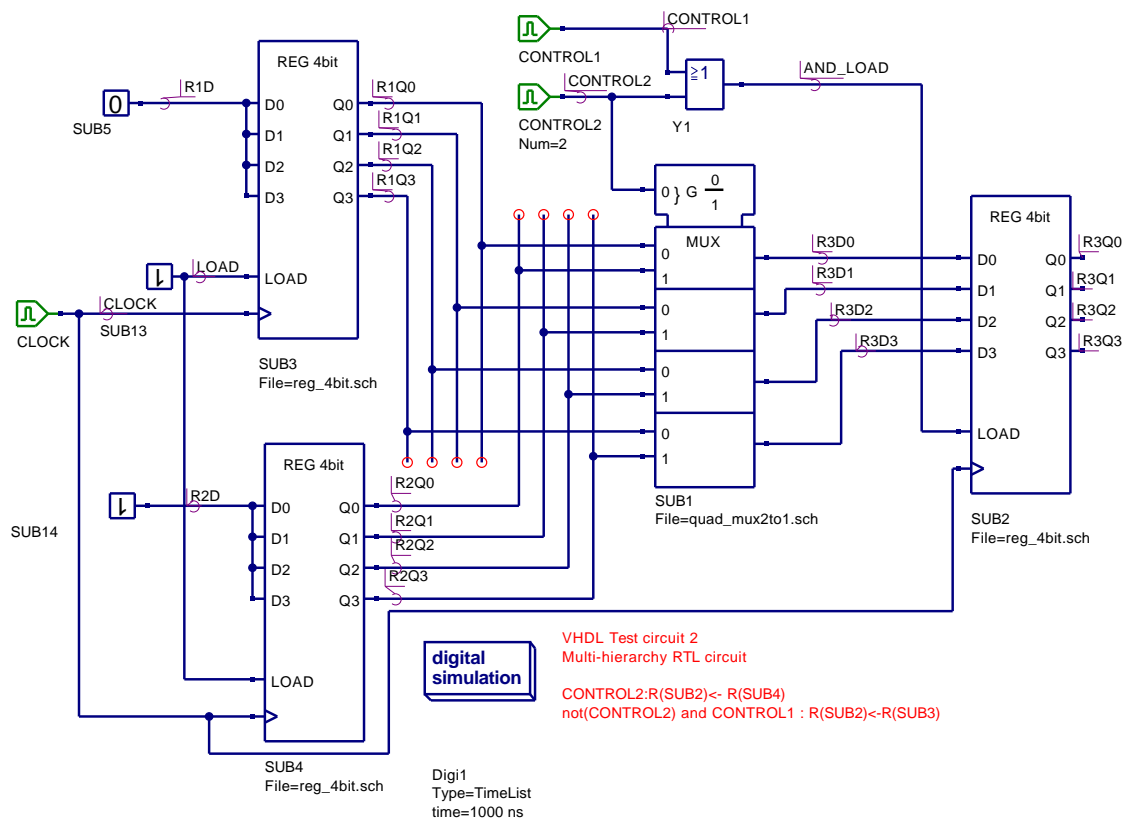 CONTROL1
CONTROL1
CONTROL2
CONTROL2
Num=2
≥1
Y1
AND_LOAD
REG 4bit
R1D
0
SUB5
D0
D1
D2
D3
Q0
Q1
Q2
Q3
R1Q0
R1Q1
R1Q2
R1Q3
LOAD
1
LOAD
CLOCK
SUB13
CLOCK
SUB3
File=reg_4bit.sch
0 } G 0
1
MUX
0
1
0
1
0
1
0
1
SUB1
File=quad_mux2to1.sch
R3D0
R3D1
R3D2
R3D3
REG 4bit
D0
D1
D2
D3
Q0
Q1
Q2
Q3
R3Q0
R3Q1
R3Q2
R3Q3
LOAD
SUB2
File=reg_4bit.sch
REG 4bit
R2D
1
SUB14
D0
D1
D2
D3
Q0
Q1
Q2
Q3
R2Q0
R2Q1
R2Q2
R2Q3
LOAD
SUB4
File=reg_4bit.sch
digital
simulation
VHDL Test circuit 2
Multi-hierarchy RTL circuit
CONTROL2:R(SUB2)<- R(SUB4)
not(CONTROL2) and CONTROL1 : R(SUB2)<-R(SUB3)
Digi1
Type=TimeList
time=1000 ns